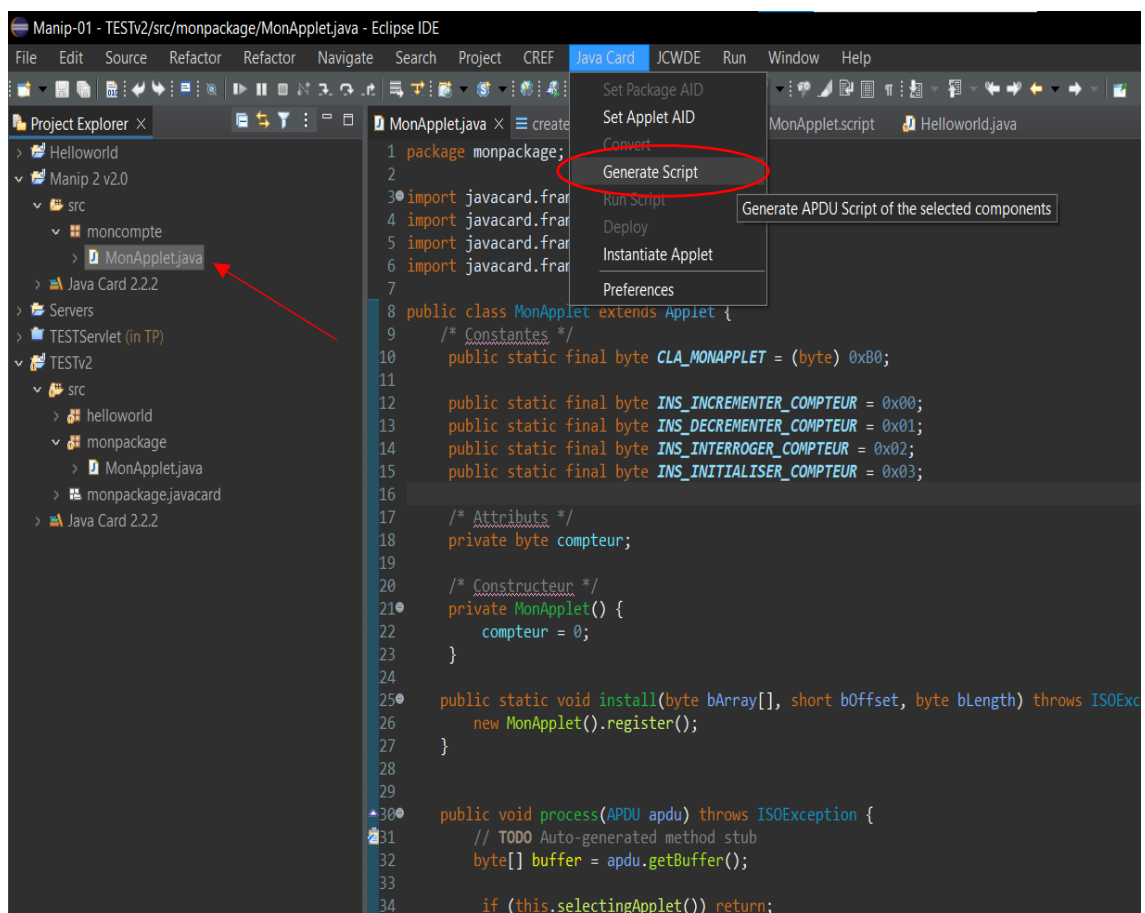 Manip-01 - TESTv2/src/monpackage/MonApplet.java - Eclipse IDE
File Edit Source Refactor Refactor Navigate Search Project CREF Java Card JCWDE Run Window Help
Project Explorer
Helloworld
Manip 2 v2.0
src
moncompte
MonApplet.java
Java Card 2.2.2
Servers
TESTServlet (in TP)
TESTv2
src
helloworld
monpackage
MonApplet.java
monpackage.javacard
Java Card 2.2.2
Set Package AID
Set Applet AID
Convert
Generate Script
Run Script
Deploy
Instantiate Applet
Preferences
Generate APDU Script of the selected components
MonApplet.java create MonApplet.script Helloworld.java
1 package monpackage;
2
3 import javacard.fran
4 import javacard.fran
5 import javacard.fran
6 import javacard.fran
7
8 public class MonApplet extends Applet {
9 /* Constantes */
10 public static final byte CLA_MONAPPLET = (byte) 0xB0;
11
12 public static final byte INS_INCREMENTER_COMPTEUR = 0x00;
13 public static final byte INS_DECREMENTER_COMPTEUR = 0x01;
14 public static final byte INS_INTERROGER_COMPTEUR = 0x02;
15 public static final byte INS_INITIALISER_COMPTEUR = 0x03;
16
17 /* Attributs */
18 private byte compteur;
19
20 /* Constructeur */
21 private MonApplet() {
22 compteur = 0;
23 }
24
25 public static void install(byte bArray[], short bOffset, byte bLength) throws ISOExc
26 new MonApplet().register();
27 }
28
29
30 public void process(APDU apdu) throws ISOException {
31 // TODO Auto-generated method stub
32 byte[] buffer = apdu.getBuffer();
33
34 if (this.selectingApplet()) return;